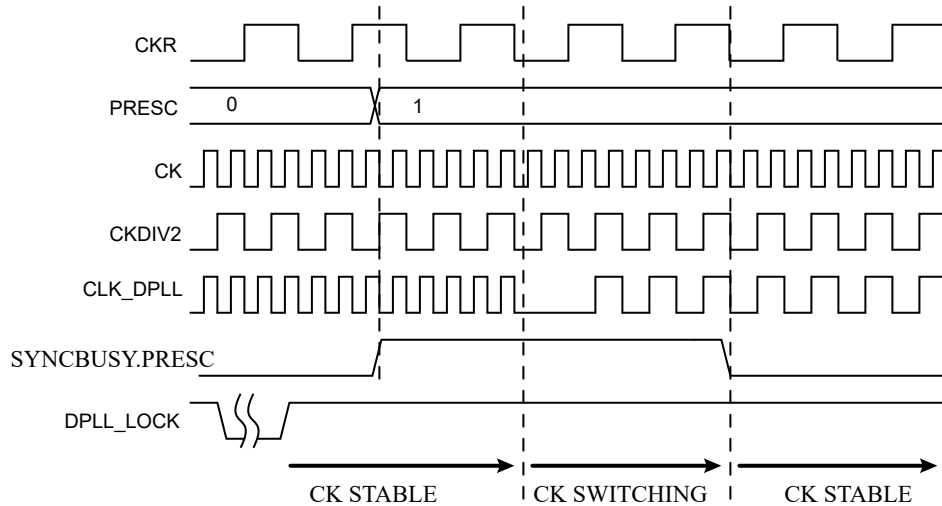 CKR
PRESC
0
1
CK
CKDIV2
CLK_DPLL
SYNCBUSY.PRESC
DPLL_LOCK
CK STABLE
CK SWITCHING
CK STABLE